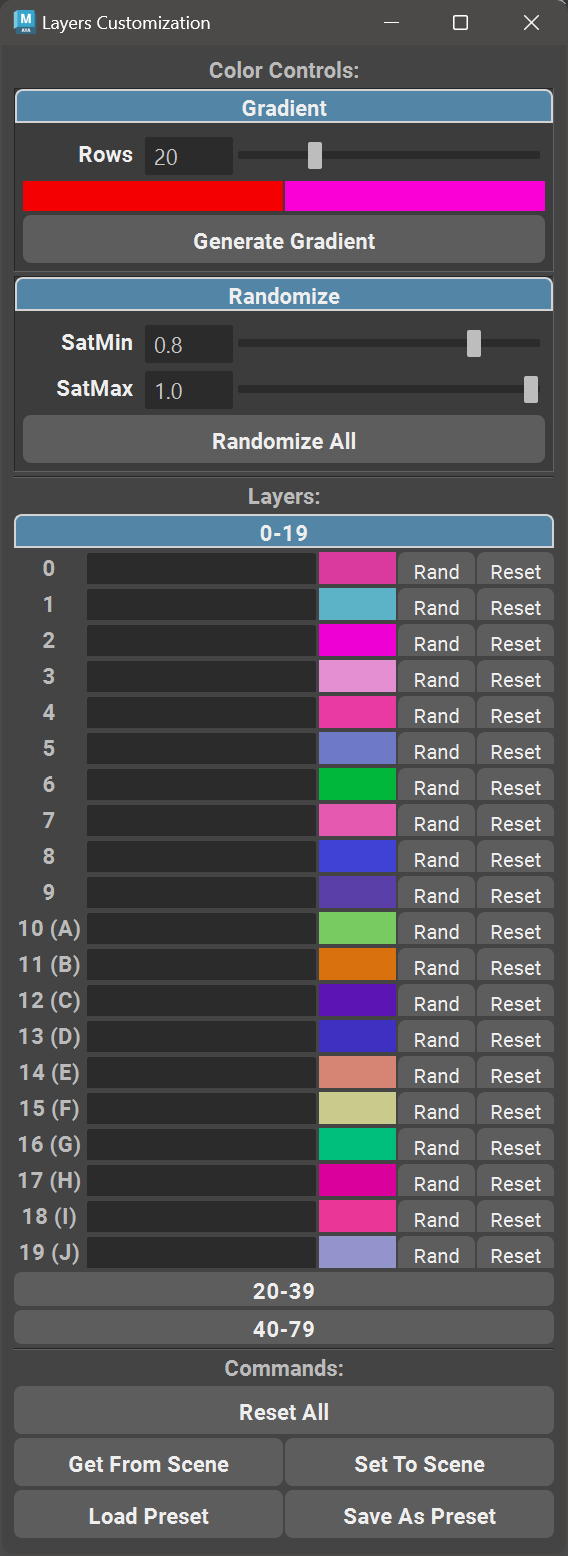 Layers Customization
Color Controls:
Gradient
Rows 20
Generate Gradient
Randomize
SatMin 0.8
SatMax 1.0
Randomize All
Layers:
0-19
0 Rand Reset
1 Rand Reset
2 Rand Reset
3 Rand Reset
4 Rand Reset
5 Rand Reset
6 Rand Reset
7 Rand Reset
8 Rand Reset
9 Rand Reset
10 (A) Rand Reset
11 (B) Rand Reset
12 (C) Rand Reset
13 (D) Rand Reset
14 (E) Rand Reset
15 (F) Rand Reset
16 (G) Rand Reset
17 (H) Rand Reset
18 (I) Rand Reset
19 (J) Rand Reset
20-39
40-79
Commands:
Reset All
Get From Scene Set To Scene
Load Preset Save As Preset